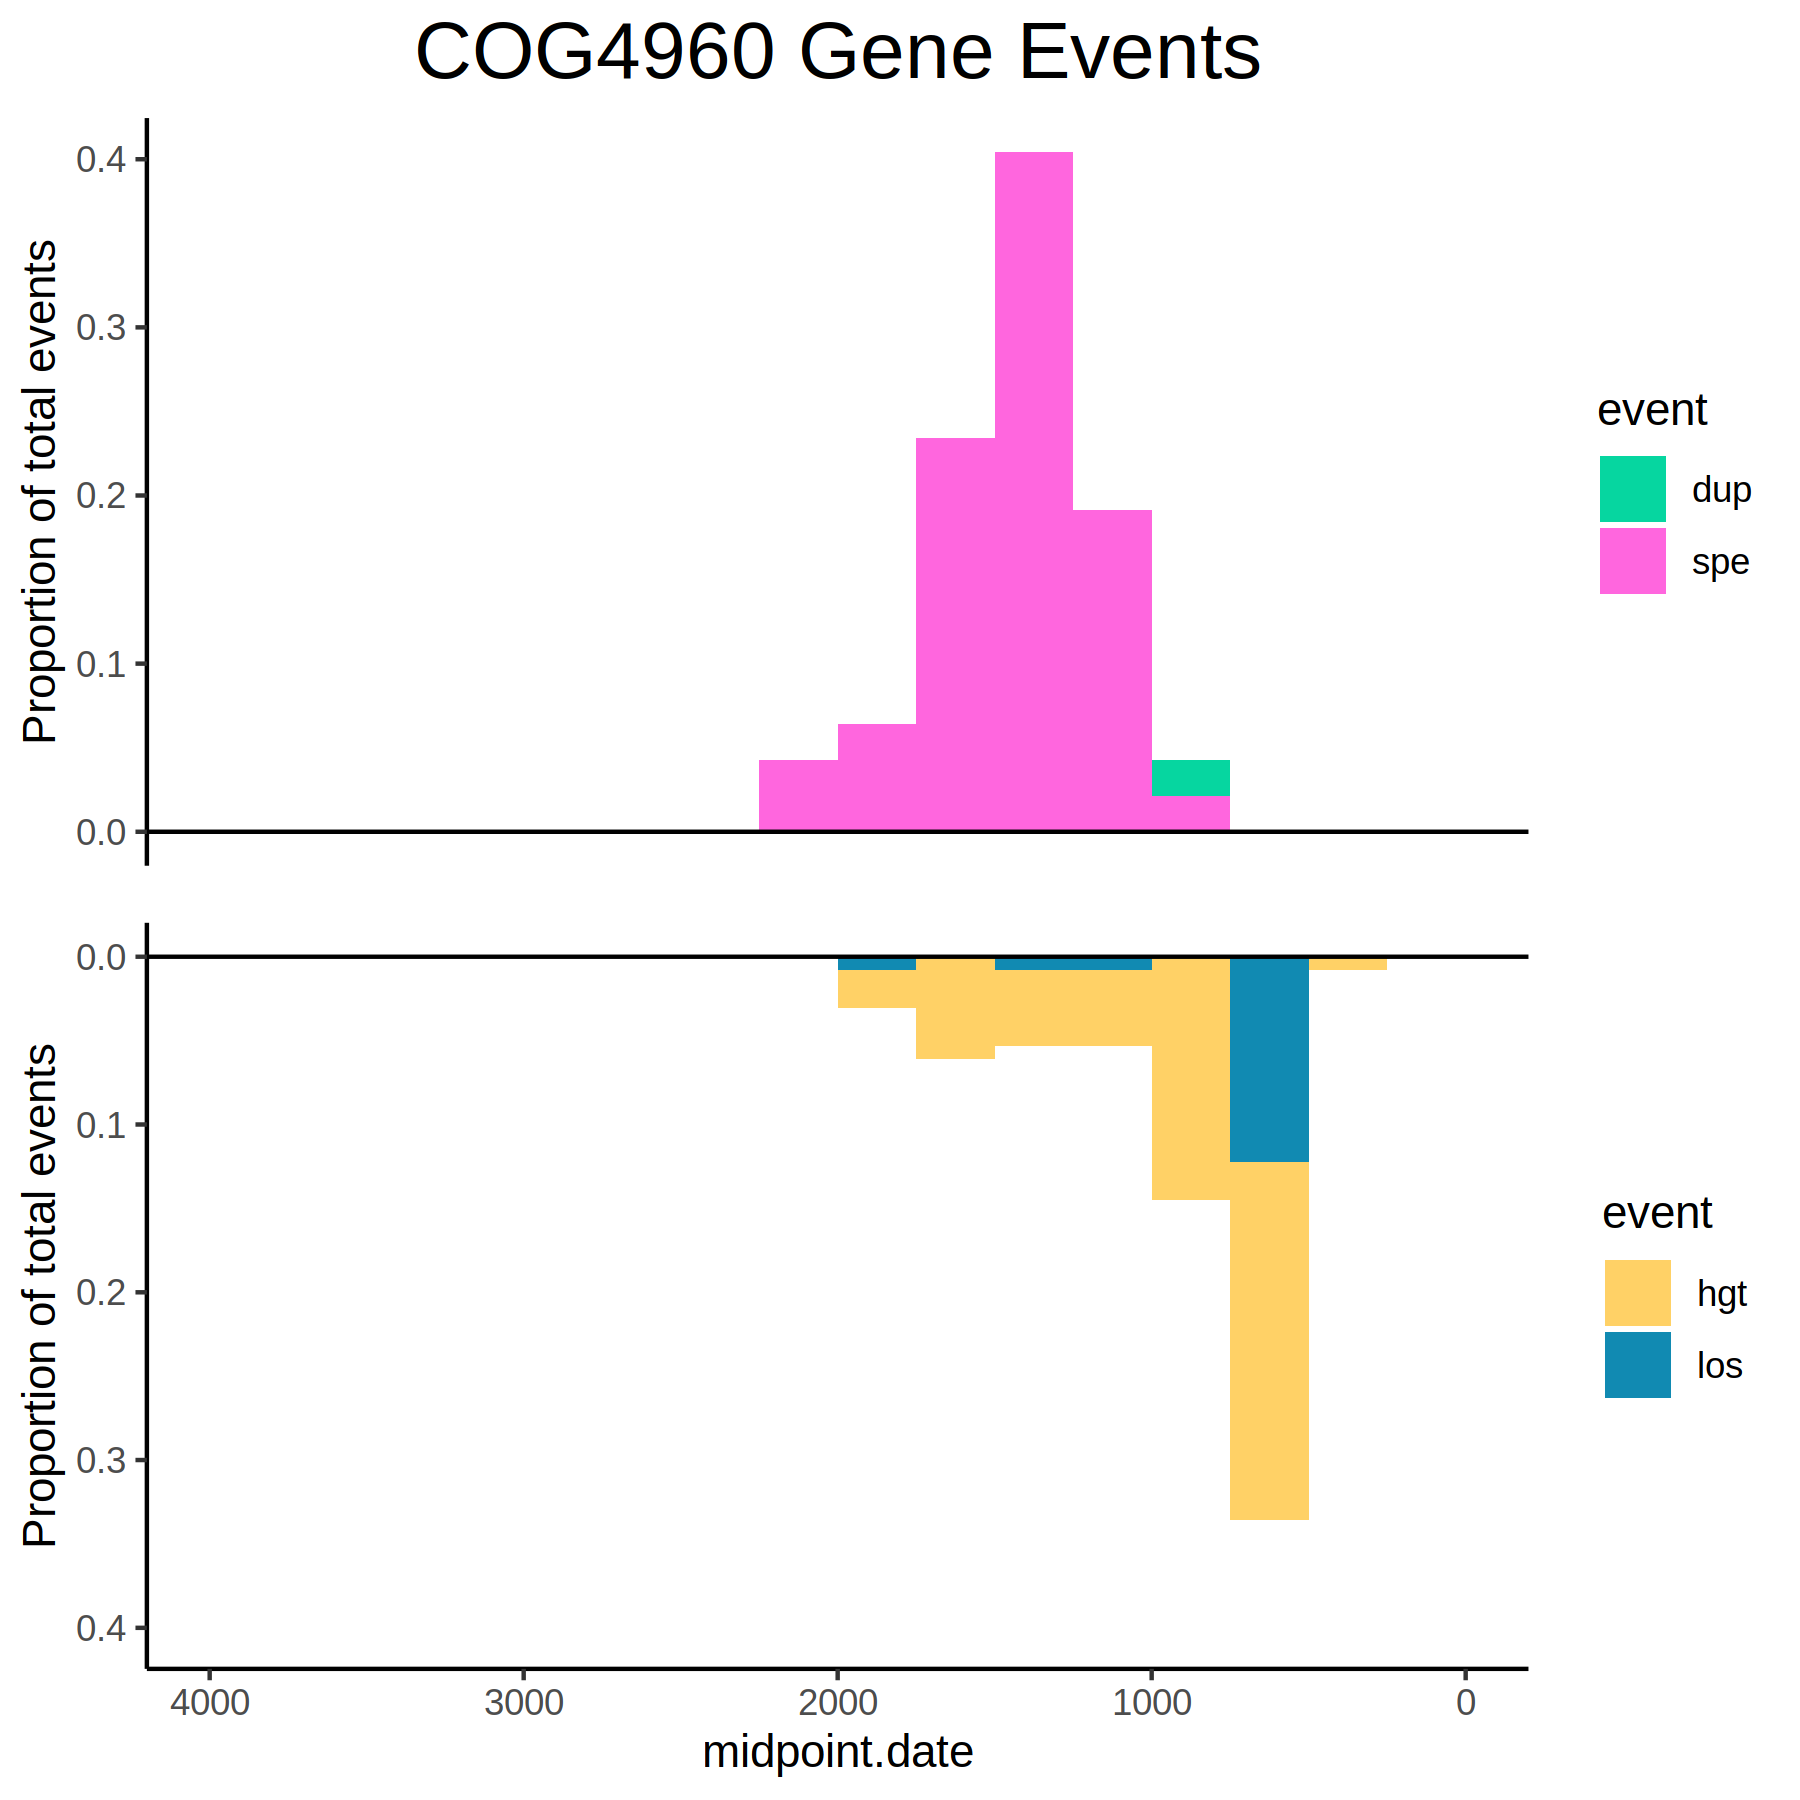 COG4960 Gene Events
Proportion of total events
0.4
0.3
0.2
0.1
0.0
event
dup
spe
Proportion of total events
0.0
0.1
0.2
0.3
0.4
event
hgt
los
4000 3000 2000 1000 0
midpoint.date